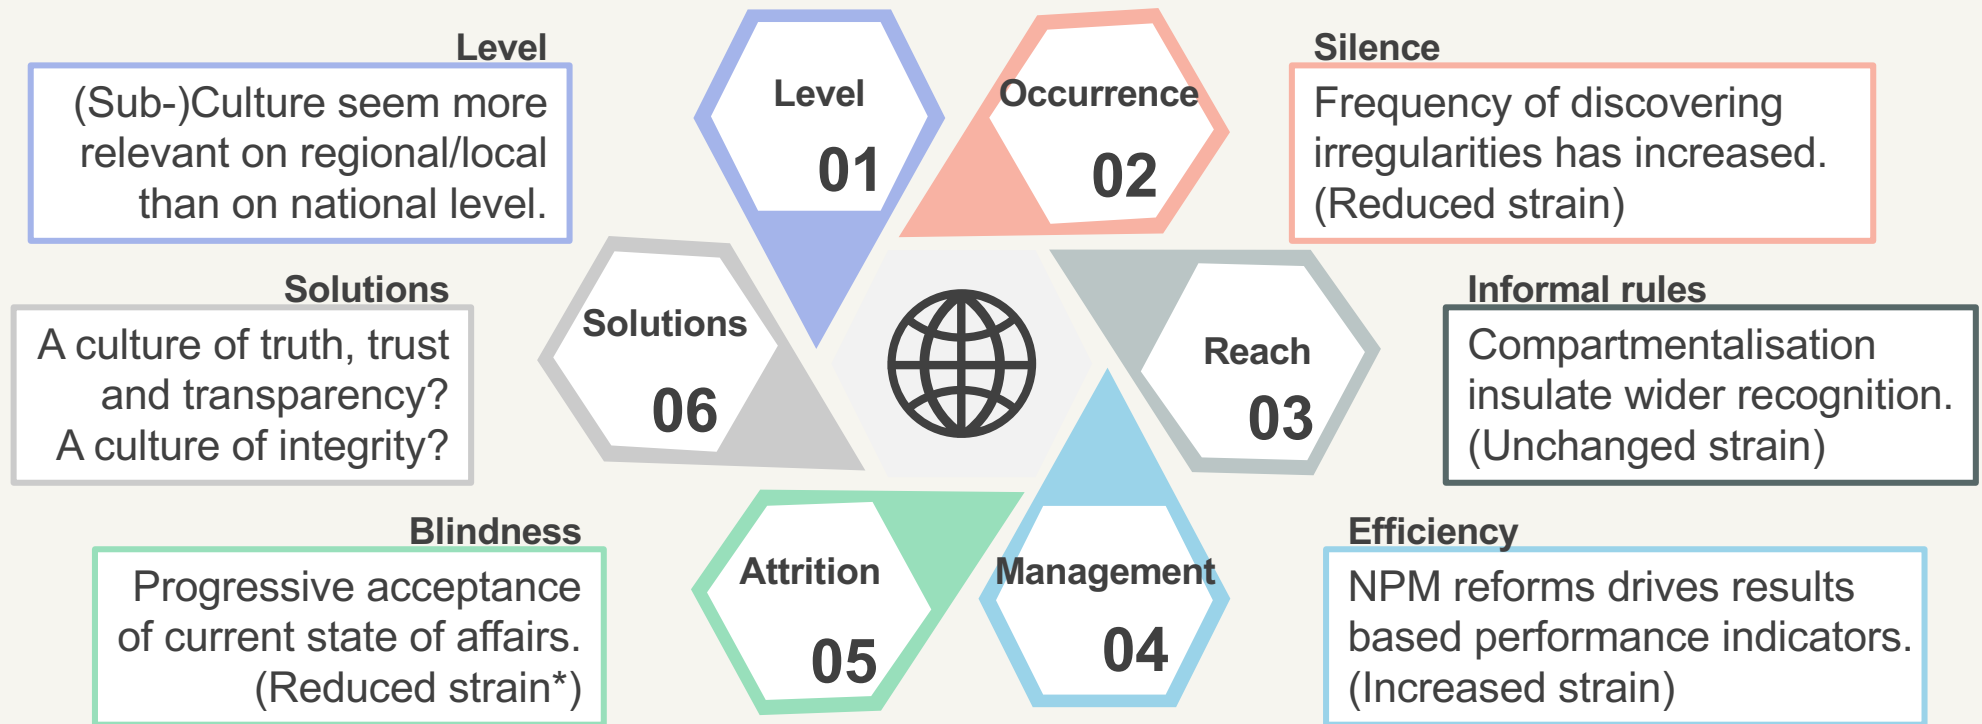 Level
(Sub-)Culture seem more
relevant on regional/local
than on national level.
Level
01
Occurrence
02
Silence
Frequency of discovering
irregularities has increased.
(Reduced strain)
Solutions
A culture of truth, trust
and transparency?
A culture of integrity?
Solutions
06
Reach
03
Informal rules
Compartmentalisation
insulate wider recognition.
(Unchanged strain)
Blindness
Progressive acceptance
of current state of affairs.
(Reduced strain*)
Attrition
05
Management
04
Efficiency
NPM reforms drives results
based performance indicators.
(Increased strain)